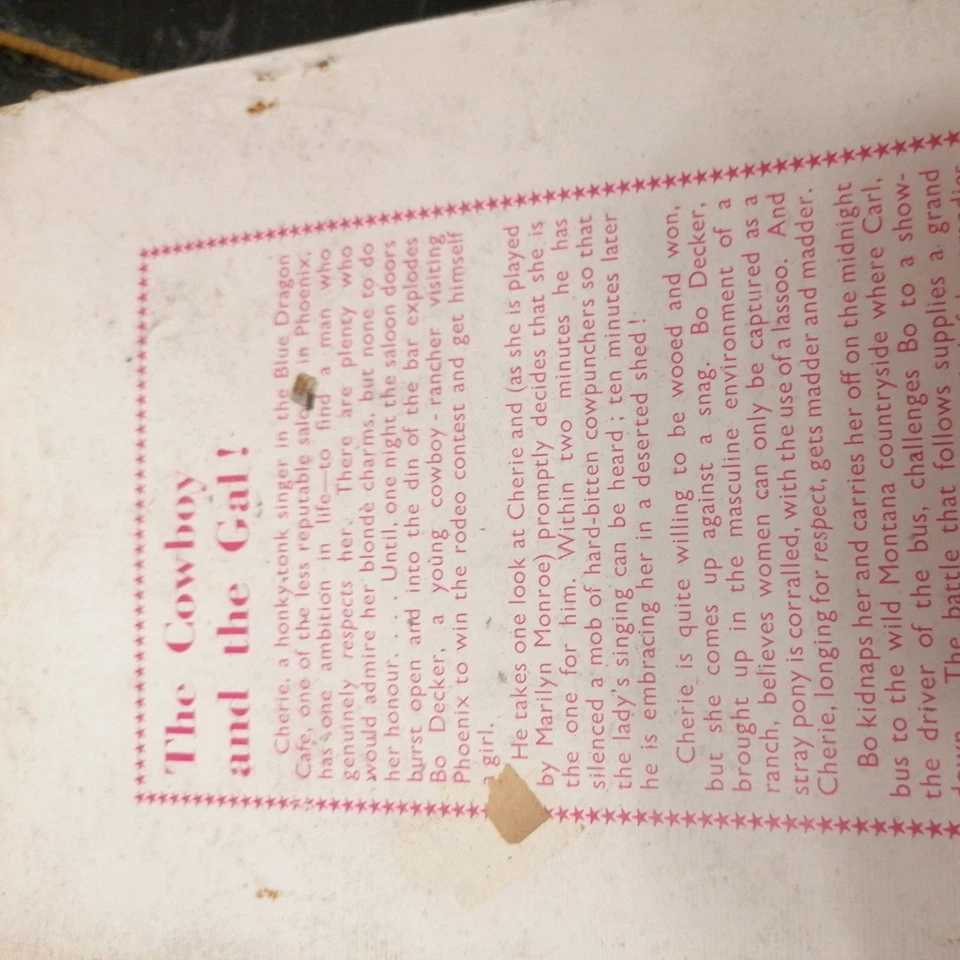 The Cowboy
and the Gal !
Cherie, a honky-tonk singer in the Blue Dragon
Cafe, one of the less reputable saloons in Phoenix,
has one ambition in life—to find a man who
genuinely respects her. There are plenty who
would admire her blonde charms, but none to do
her honour. . . . Until, one night the saloon doors
burst open and into the din of the bar explodes
Bo Decker, a young cowboy-rancher visiting
Phoenix to win the rodeo contest and get himself
a girl.
He takes one look at Cherie and (as she is played
by Marilyn Monroe) promptly decides that she is
the one for him. Within two minutes he has
silenced a mob of hard-bitten cowpunchers so that
the lady's singing can be heard ; ten minutes later
he is embracing her in a deserted shed !
Cherie is quite willing to be wooed and won,
but she comes up against a snag. Bo Decker,
brought up in the masculine environment of a
ranch, believes women can only be captured as a
stray pony is corralled, with the use of a lassoo. And
Cherie, longing for respect, gets madder and madder.
Bo kidnaps her and carries her off on the midnight
bus to the wild Montana countryside where Carl,
the driver of the bus, challenges Bo to a show-
down. The battle that follows supplies a grand